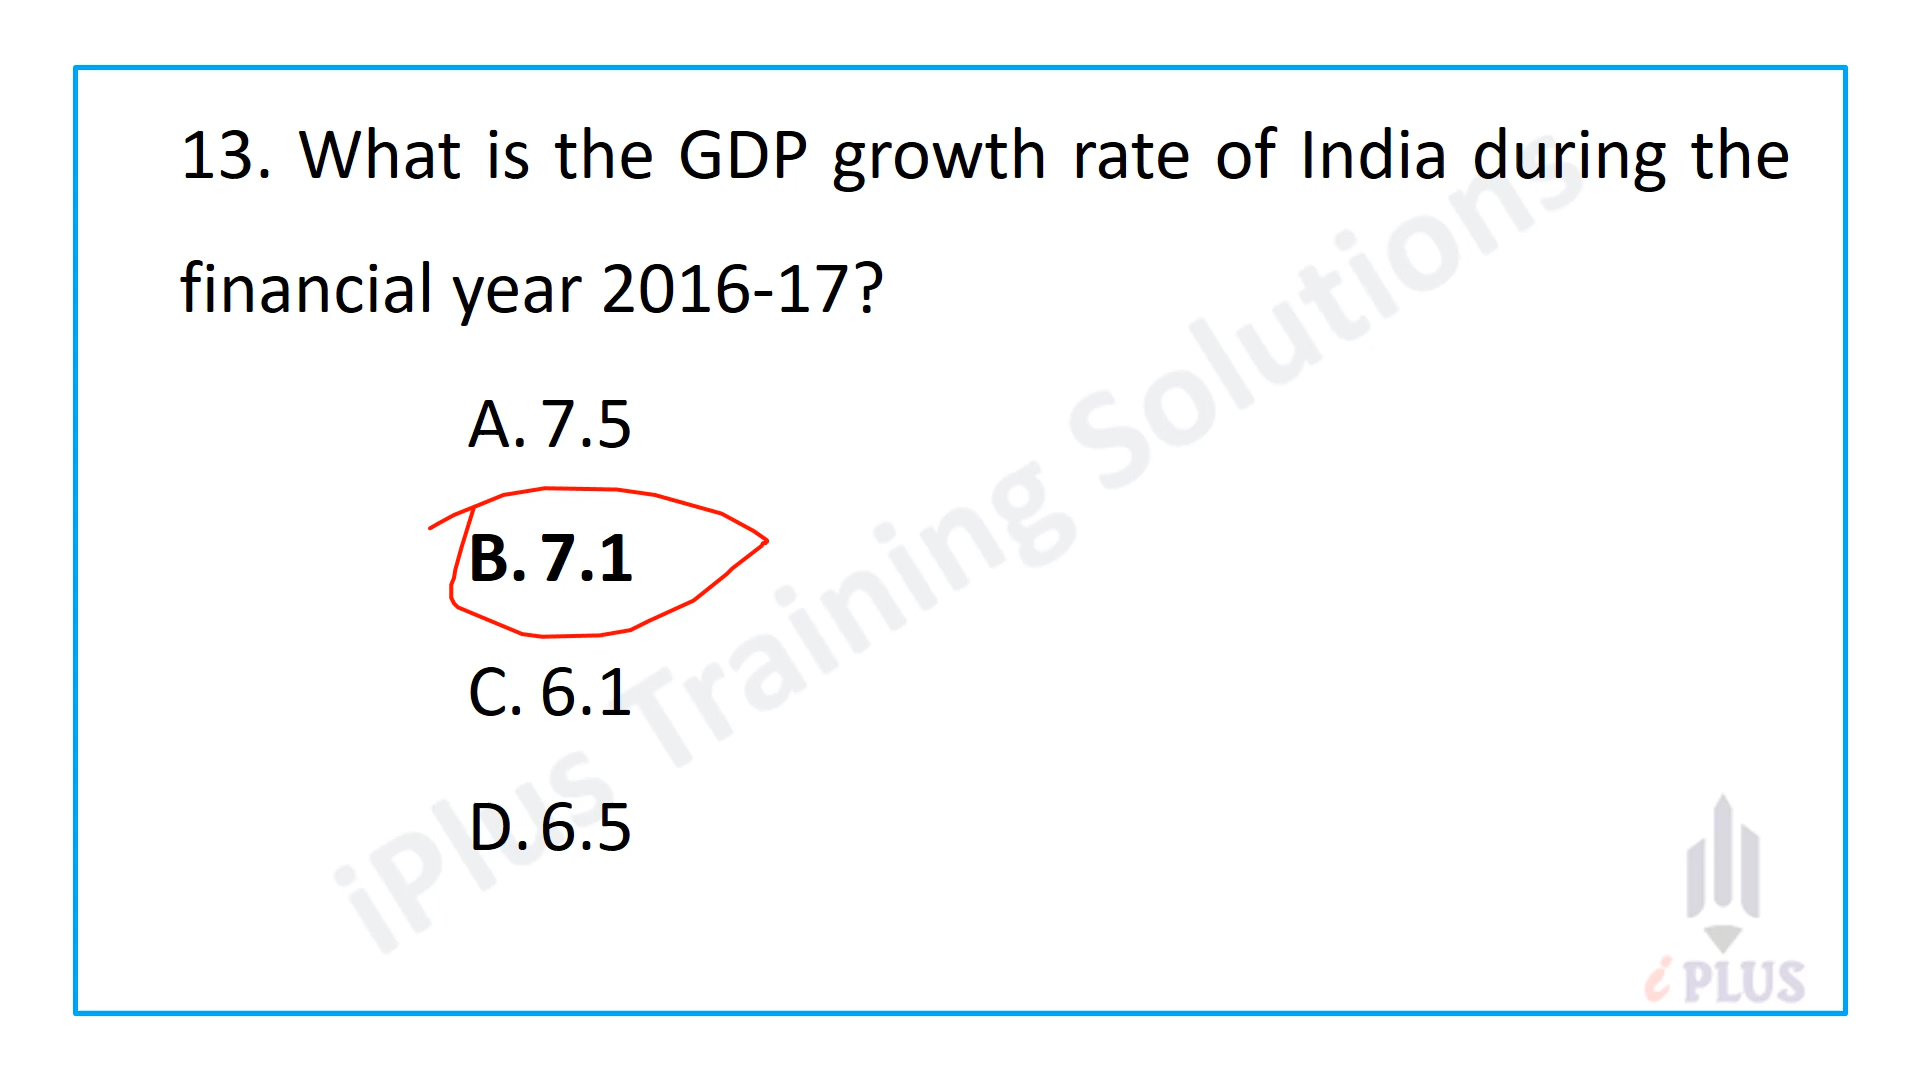 13. What is the GDP growth rate of India during the
financial year 2016-17?
A. 7.5
B. 7.1
C. 6.1
D. 6.5
iPlus Training Solutions
i PLUS